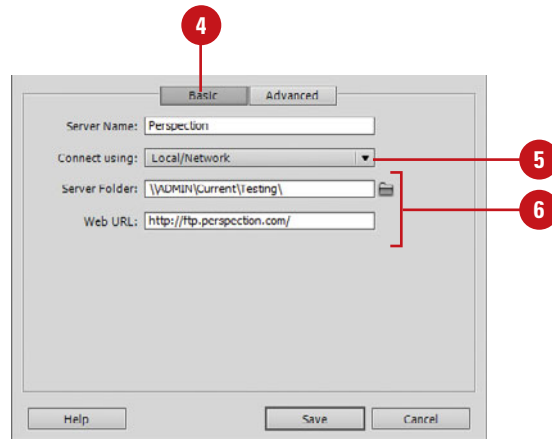 4
Basic Advanced
Server Name: Perspection
Connect using: Local/Network
5
Server Folder: \\ADMIN\Current\Testing\
6
Web URL: http://ftp.perspection.com/
Help Save Cancel